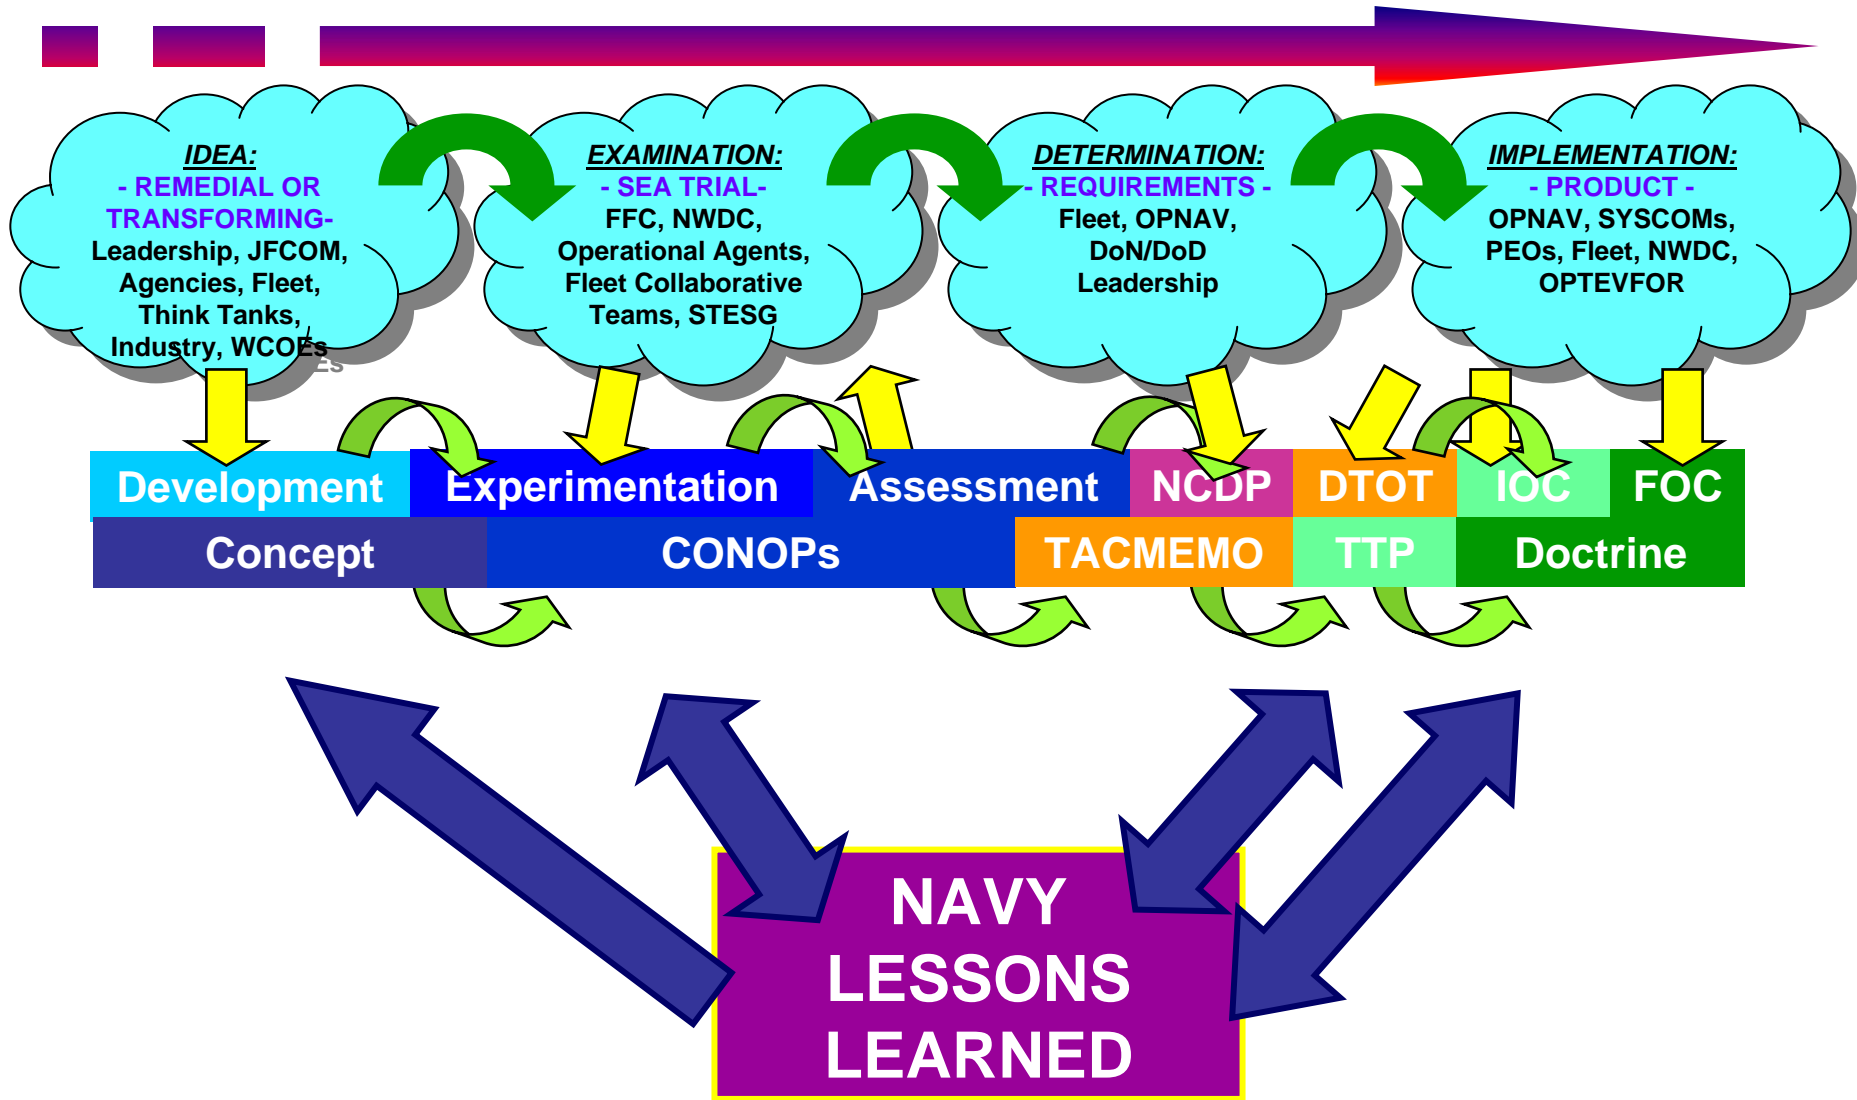 IDEA:
- REMEDIAL OR
TRANSFORMING-
Leadership, JFCOM,
Agencies, Fleet,
Think Tanks,
Industry, WCOEs
EXAMINATION:
- SEA TRIAL-
FFC, NWDC,
Operational Agents,
Fleet Collaborative
Teams, STESG
DETERMINATION:
- REQUIREMENTS -
Fleet, OPNAV,
DoN/DoD
Leadership
IMPLEMENTATION:
- PRODUCT -
OPNAV, SYSCOMs,
PEOs, Fleet, NWDC,
OPTEVFOR
Development Experimentation Assessment NCDP DTOT IOC FOC
Concept CONOPs TACMEMO TTP Doctrine
NAVY
LESSONS
LEARNED